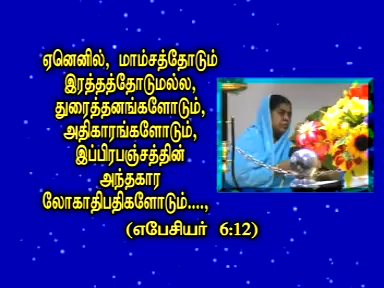 ஏனெனில், மாம்சத்தோடும்
இரத்தத்தோடுமல்ல,
துரைத்தனங்களோடும்,
அதிகாரங்களோடும்,
இப்பிரபஞ்சத்தின்
அந்தகார
லோகாதிபதிகளோடும்....,
(எபேசியர் 6:12)